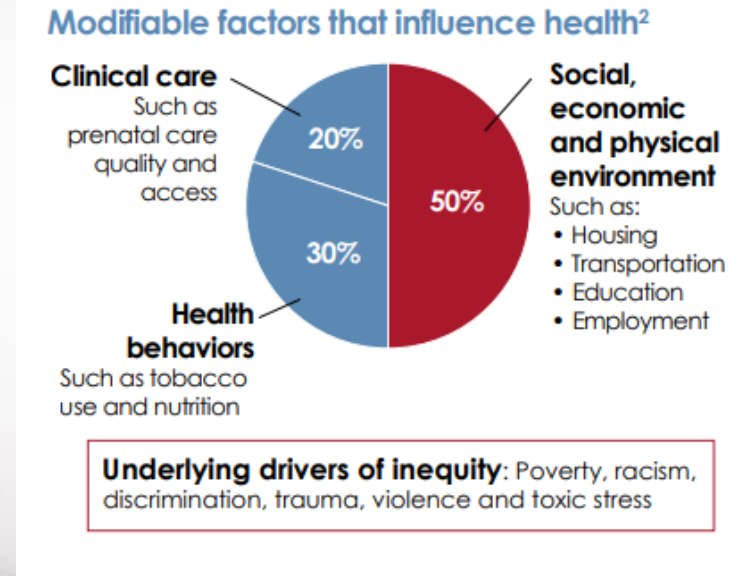 Modifiable factors that influence health²
Clinical care
Such as
prenatal care
quality and
access
20%
30%
50%
Health
behaviors
Such as tobacco
use and nutrition
Social,
economic
and physical
environment
Such as:
• Housing
• Transportation
• Education
• Employment
Underlying drivers of inequity: Poverty, racism,
discrimination, trauma, violence and toxic stress